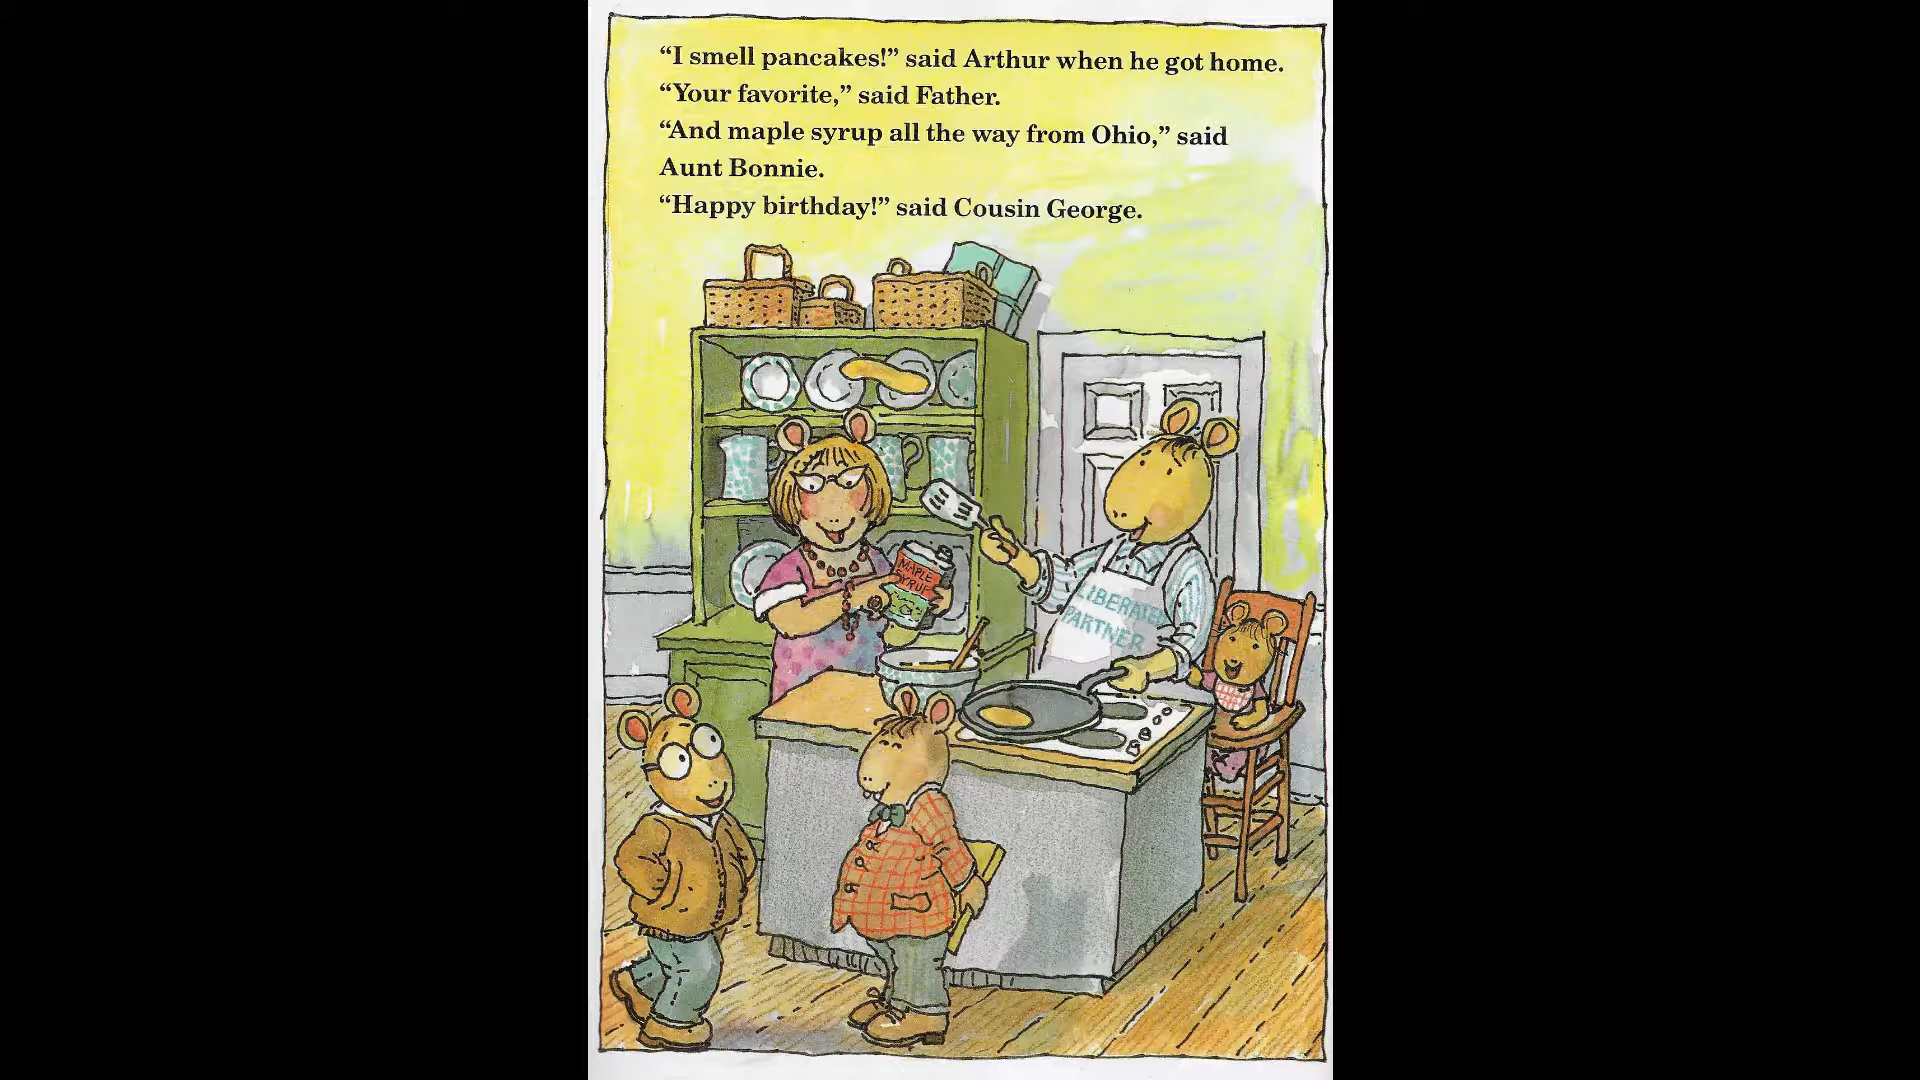 “I smell pancakes!” said Arthur when he got home.
“Your favorite,” said Father.
“And maple syrup all the way from Ohio,” said
Aunt Bonnie.
“Happy birthday!” said Cousin George.
MAPLE
SYRUP
LIBERATED
PARTNER